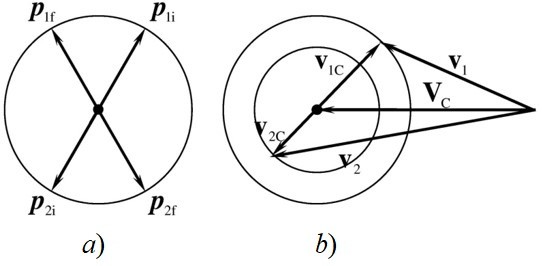 p1f p1i
p2i p2f
a)
v1C v1
VC
v2C
v2
b)